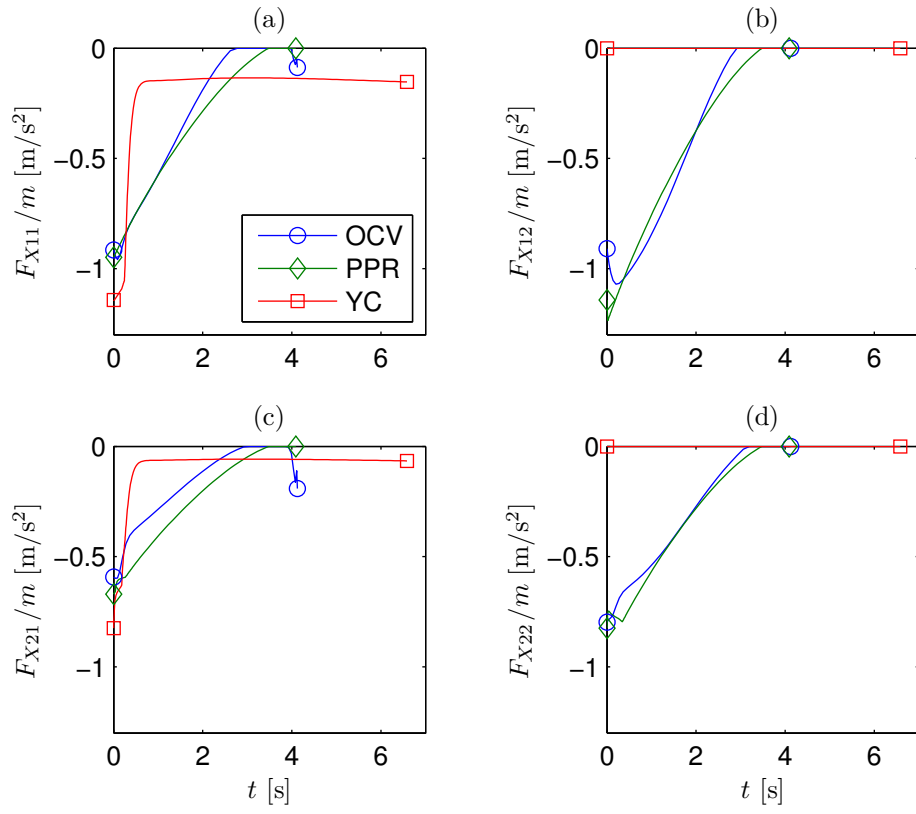 (a)
0
−0.5
−1
F_{X11}/m [m/s²]
OCV
PPR
YC
0 2 4 6
(b)
0
−0.5
−1
F_{X12}/m [m/s²]
0 2 4 6
(c)
0
−0.5
−1
F_{X21}/m [m/s²]
0 2 4 6
t [s]
(d)
0
−0.5
−1
F_{X22}/m [m/s²]
0 2 4 6
t [s]